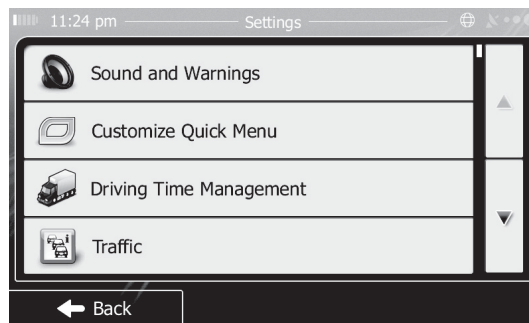 11:24 pm Settings
Sound and Warnings
Customize Quick Menu
Driving Time Management
Traffic
Back